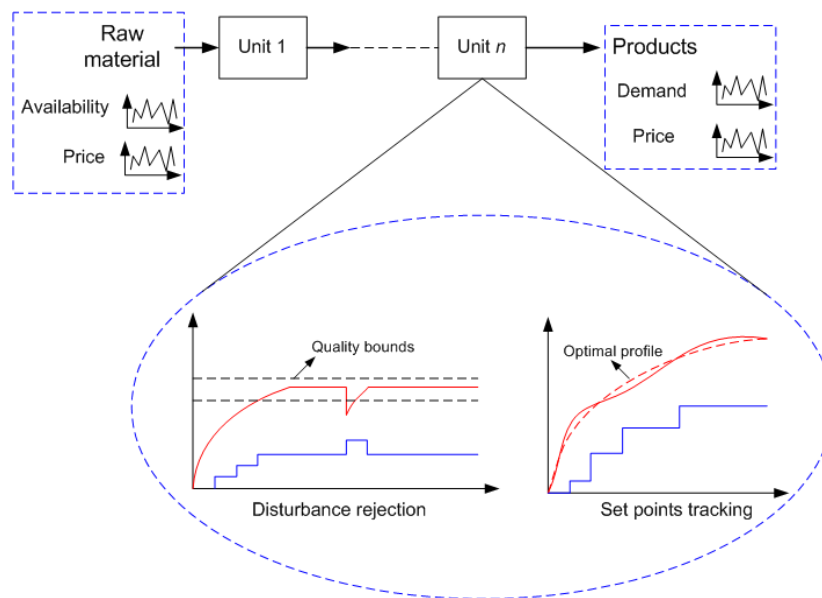 Raw
material
Availability
Price
Unit 1
Unit n
Products
Demand
Price
Quality bounds
Disturbance rejection
Optimal profile
Set points tracking